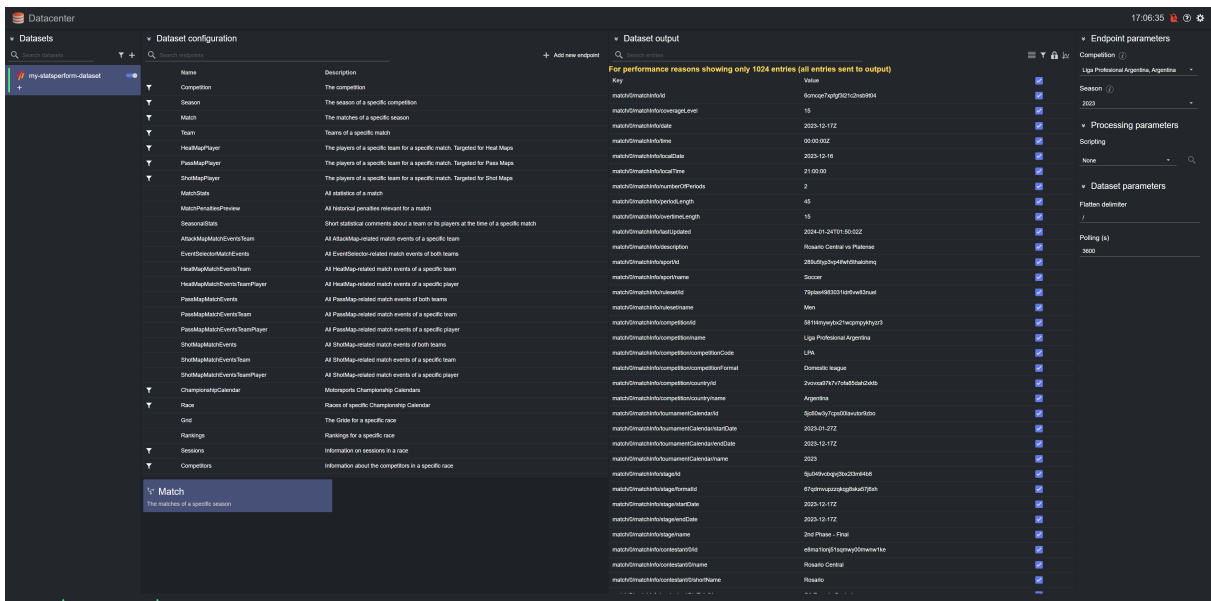 Datacenter
17:06:35
Datasets
Search datasets
my-statsperform-dataset
+
Dataset configuration
Search endpoints
+ Add new endpoint
Name Description
Competition The competition
Season The season of a specific competition
Match The matches of a specific season
Team Teams of a specific match
HeatMapPlayer The players of a specific team for a specific match. Targeted for Heat Maps
PassMapPlayer The players of a specific team for a specific match. Targeted for Pass Maps
ShotMapPlayer The players of a specific team for a specific match. Targeted for Shot Maps
MatchStats All statistics of a match
MatchPenaltiesPreview All historical penalties relevant for a match
SeasonalStats Short statistical comments about a team or its players at the time of a specific match
AttackMapMatchEventsTeam All AttackMap-related match events of a specific team
EventSelectorMatchEvents All EventSelector-related match events of both teams
HeatMapMatchEventsTeam All HeatMap-related match events of a specific team
HeatMapMatchEventsTeamPlayer All HeatMap-related match events of a specific player
PassMapMatchEvents All PassMap-related match events of both teams
PassMapMatchEventsTeam All PassMap-related match events of a specific team
PassMapMatchEventsTeamPlayer All PassMap-related match events of a specific player
ShotMapMatchEvents All ShotMap-related match events of both teams
ShotMapMatchEventsTeam All ShotMap-related match events of a specific team
ShotMapMatchEventsTeamPlayer All ShotMap-related match events of a specific player
ChampionshipCalendar Motorsports Championship Calendars
Race Races of specific Championship Calendar
Grid The Gride for a specific race
Rankings Rankings for a specific race
Sessions Information on sessions in a race
Competitors Information about the competitors in a specific race
Match
The matches of a specific season
Dataset output
Search entries
For performance reasons showing only 1024 entries (all entries sent to output)
Key Value
match/0/matchInfo/id
match/0/matchInfo/coverageLevel 15
match/0/matchInfo/date 2023-12-17Z
match/0/matchInfo/time 00:00:00Z
match/0/matchInfo/localDate 2023-12-16
match/0/matchInfo/localTime 21:00:00
match/0/matchInfo/numberOfPeriods 2
match/0/matchInfo/periodLength 45
match/0/matchInfo/overtimeLength 15
match/0/matchInfo/lastUpdated 2024-01-24T01:50:02Z
match/0/matchInfo/description Rosario Central vs Platense
match/0/matchInfo/sport/id
match/0/matchInfo/sport/name Soccer
match/0/matchInfo/ruleset/id
match/0/matchInfo/ruleset/name Men
match/0/matchInfo/competition/id
match/0/matchInfo/competition/name Liga Profesional Argentina
match/0/matchInfo/competition/competitionCode LPA
match/0/matchInfo/competition/competitionFormat Domestic league
match/0/matchInfo/competition/country/id
match/0/matchInfo/competition/country/name Argentina
match/0/matchInfo/tournamentCalendar/id
match/0/matchInfo/tournamentCalendar/startDate 2023-01-27Z
match/0/matchInfo/tournamentCalendar/endDate 2023-12-17Z
match/0/matchInfo/tournamentCalendar/name 2023
match/0/matchInfo/stage/id
match/0/matchInfo/stage/formatId
match/0/matchInfo/stage/startDate 2023-12-17Z
match/0/matchInfo/stage/endDate 2023-12-17Z
match/0/matchInfo/stage/name 2nd Phase - Final
match/0/matchInfo/contestant/0/id
match/0/matchInfo/contestant/0/name Rosario Central
match/0/matchInfo/contestant/0/shortName Rosario
Endpoint parameters
Competition
Liga Profesional Argentina, Argentina
Season
2023
Processing parameters
Scripting
None
Dataset parameters
Flatten delimiter
/
Polling (s)
3600